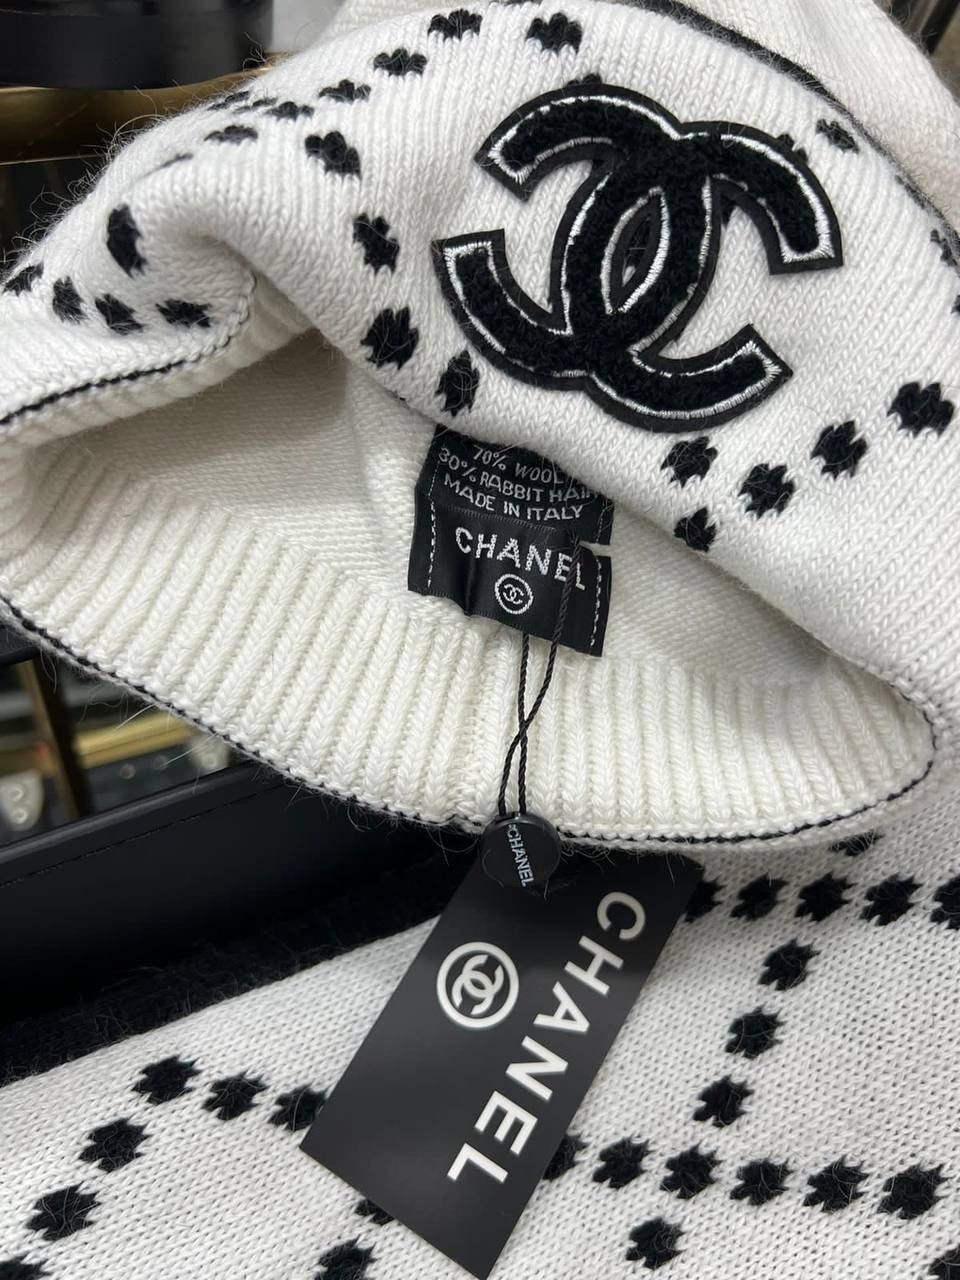 70% WOOL
30% RABBIT HAIR
MADE IN ITALY
CHANEL
CHANEL
CHANEL